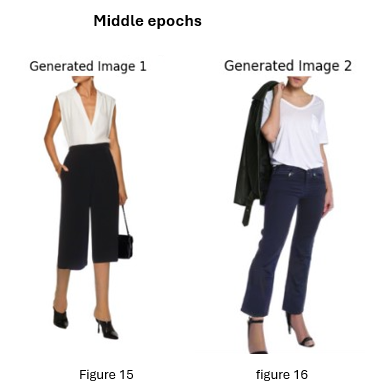 Middle epochs
Generated Image 1
Generated Image 2
Figure 15
figure 16